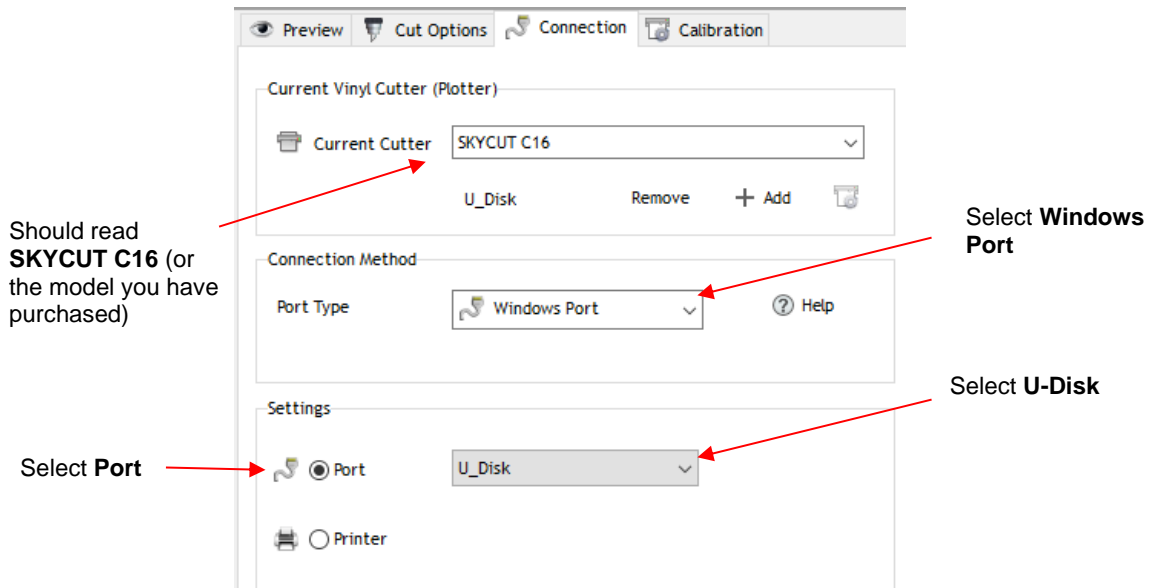 Preview Cut Options Connection Calibration
Current Vinyl Cutter (Plotter)
Current Cutter SKYCUT C16
U_Disk Remove + Add
Should read
SKYCUT C16 (or
the model you have
purchased)
Select Windows
Port
Connection Method
Port Type Windows Port ? Help
Select U-Disk
Settings
Select Port
Port U_Disk
Printer